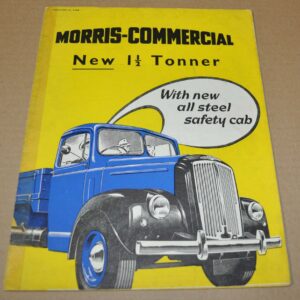 MORRIS-COMMERCIAL
New 1½ Tonner
With new
all steel
safety cab